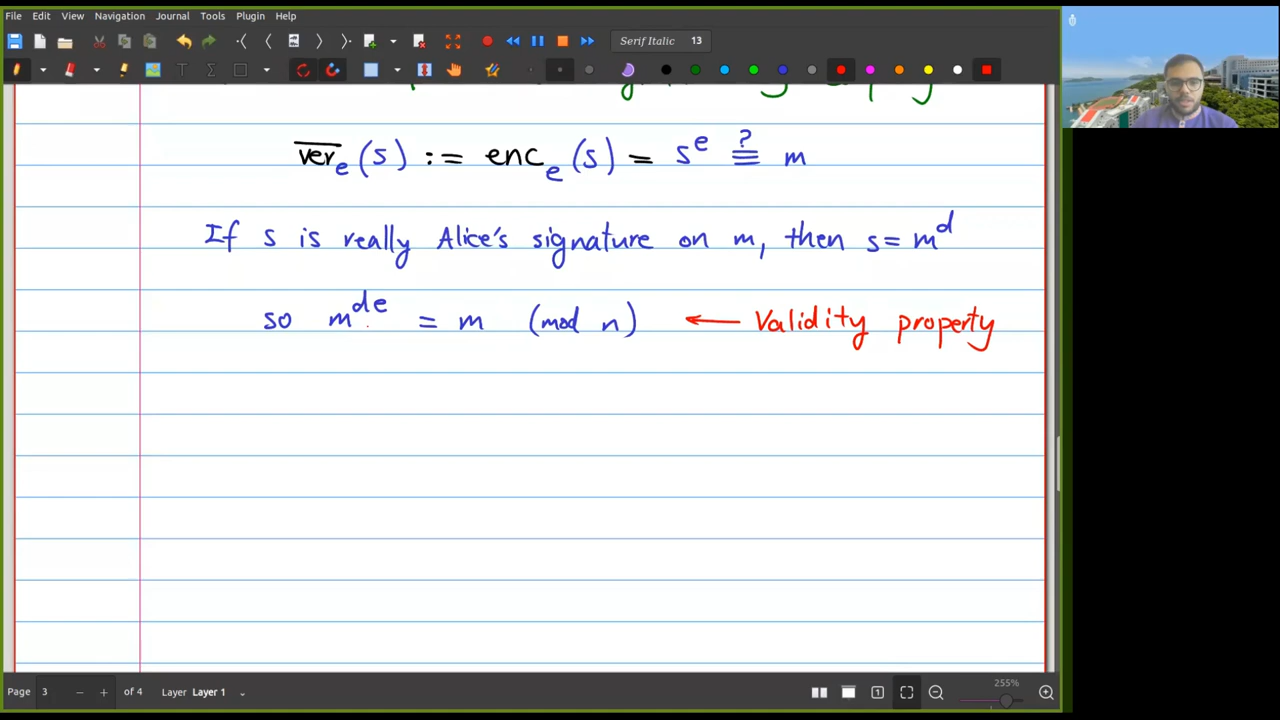 File Edit View Navigation Journal Tools Plugin Help
Serif Italic 13
ver_e(s) := enc_e(s) = s^e ≟ m
If s is really Alice's signature on m, then s = m^d
so m^de = m (mod n) ← Validity property
Page 3 of 4 Layer Layer 1 255%